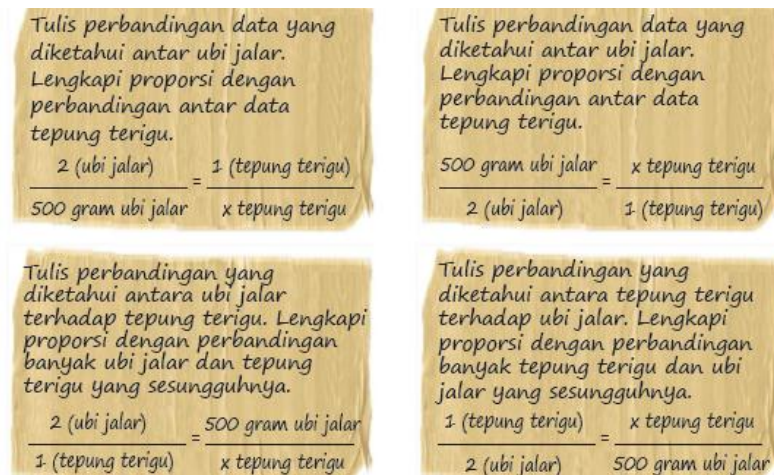 Tulis perbandingan data yang
diketahui antar ubi jalar.
Lengkapi proporsi dengan
perbandingan antar data
tepung terigu.
2 (ubi jalar) = 1 (tepung terigu)
500 gram ubi jalar x tepung terigu
Tulis perbandingan data yang
diketahui antar ubi jalar.
Lengkapi proporsi dengan
perbandingan antar data
tepung terigu.
500 gram ubi jalar = x tepung terigu
2 (ubi jalar) 1 (tepung terigu)
Tulis perbandingan yang
diketahui antara ubi jalar
terhadap tepung terigu. Lengkapi
proporsi dengan perbandingan
banyak ubi jalar dan tepung
terigu yang sesungguhnya.
2 (ubi jalar) = 500 gram ubi jalar
1 (tepung terigu) x tepung terigu
Tulis perbandingan yang
diketahui antara tepung terigu
terhadap ubi jalar. Lengkapi
proporsi dengan perbandingan
banyak tepung terigu dan ubi
jalar yang sesungguhnya.
1 (tepung terigu) = x tepung terigu
2 (ubi jalar) 500 gram ubi jalar